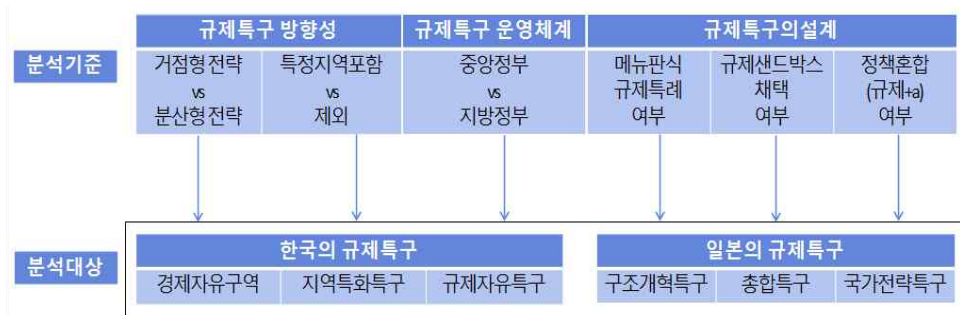 규제특구 방향성 규제특구 운영체계 규제특구의설계
분석기준
거점형 전략 특정지역포함 중앙정부 메뉴판식 규제샌드박스 정책혼합
vs vs vs 규제특례 채택 (규제+a)
분산형 전략 제외 지방정부 여부 여부 여부
한국의 규제특구 일본의 규제특구
분석대상
경제자유구역 지역특화특구 규제자유특구 구조개혁특구 총합특구 국가전략특구